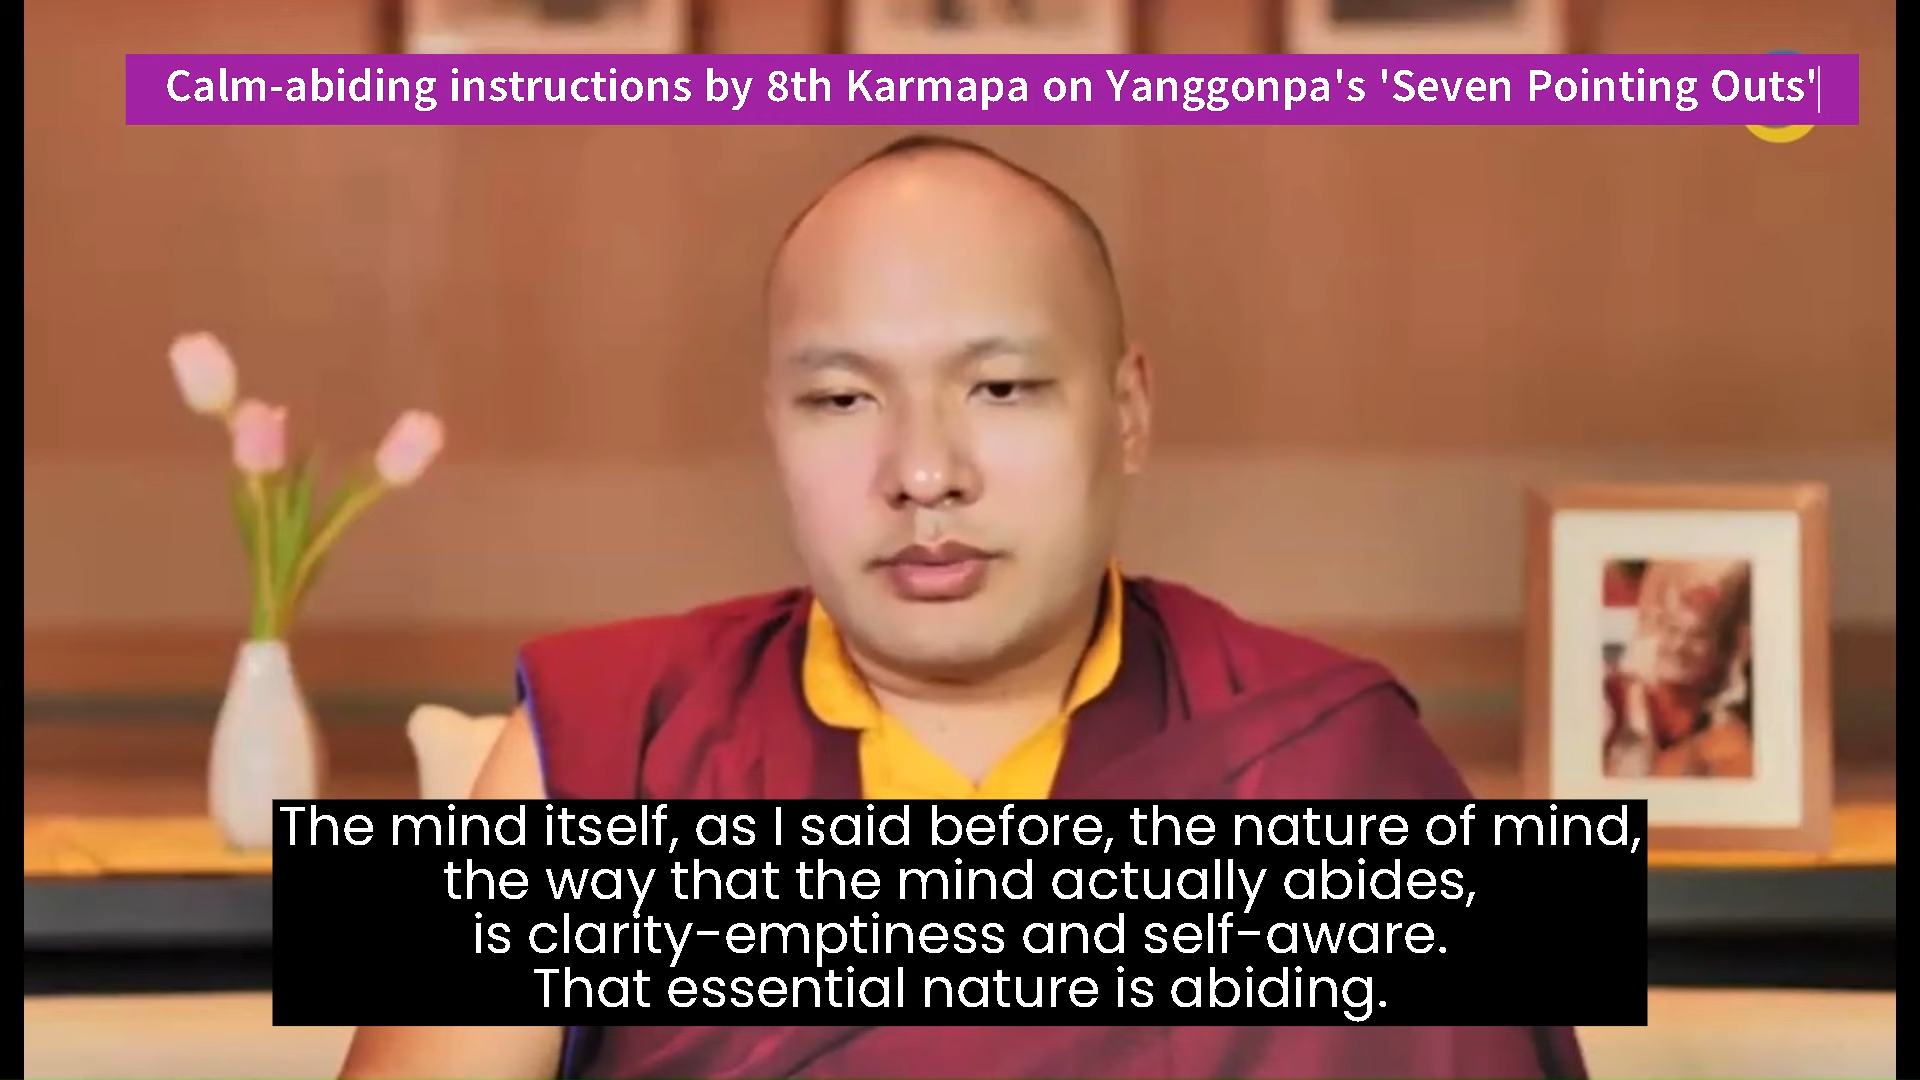 Calm-abiding instructions by 8th Karmapa on Yanggonpa's 'Seven Pointing Outs'
The mind itself, as I said before, the nature of mind,
the way that the mind actually abides,
is clarity-emptiness and self-aware.
That essential nature is abiding.